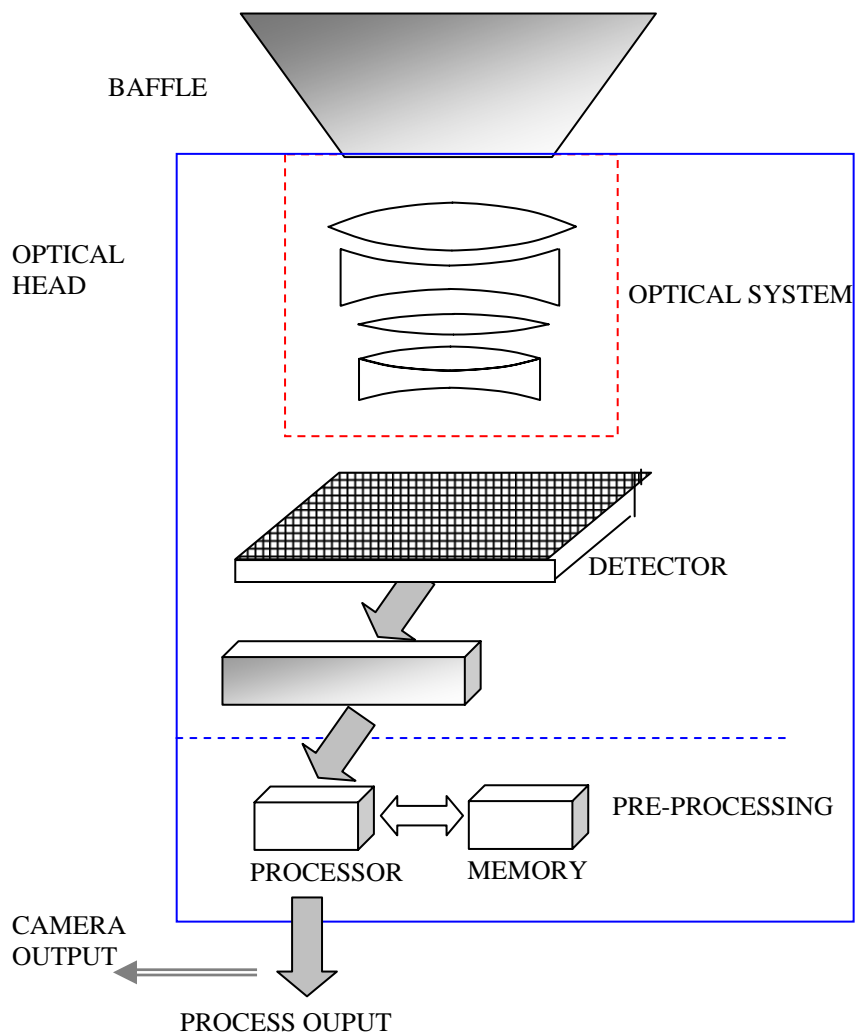 BAFFLE
OPTICAL
HEAD
OPTICAL SYSTEM
DETECTOR
PRE-PROCESSING
PROCESSOR
MEMORY
CAMERA
OUTPUT
PROCESS OUPUT